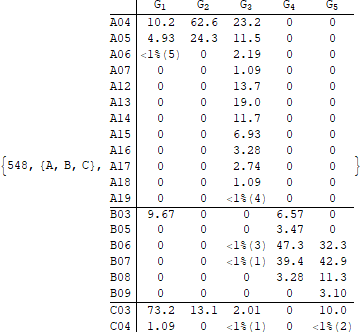 G1 G2 G3 G4 G5
A04 10.2 62.6 23.2 0 0
A05 4.93 24.3 11.5 0 0
A06 <1%(5) 0 2.19 0 0
A07 0 0 1.09 0 0
A12 0 0 13.7 0 0
A13 0 0 19.0 0 0
A14 0 0 11.7 0 0
A15 0 0 6.93 0 0
A16 0 0 3.28 0 0
{548, {A, B, C}, A17 0 0 2.74 0 0 }
A18 0 0 1.09 0 0
A19 0 0 <1%(4) 0 0
B03 9.67 0 0 6.57 0
B05 0 0 0 3.47 0
B06 0 0 <1%(3) 47.3 32.3
B07 0 0 <1%(1) 39.4 42.9
B08 0 0 0 3.28 11.3
B09 0 0 0 0 3.10
C03 73.2 13.1 2.01 0 10.0
C04 1.09 0 <1%(1) 0 <1%(2)